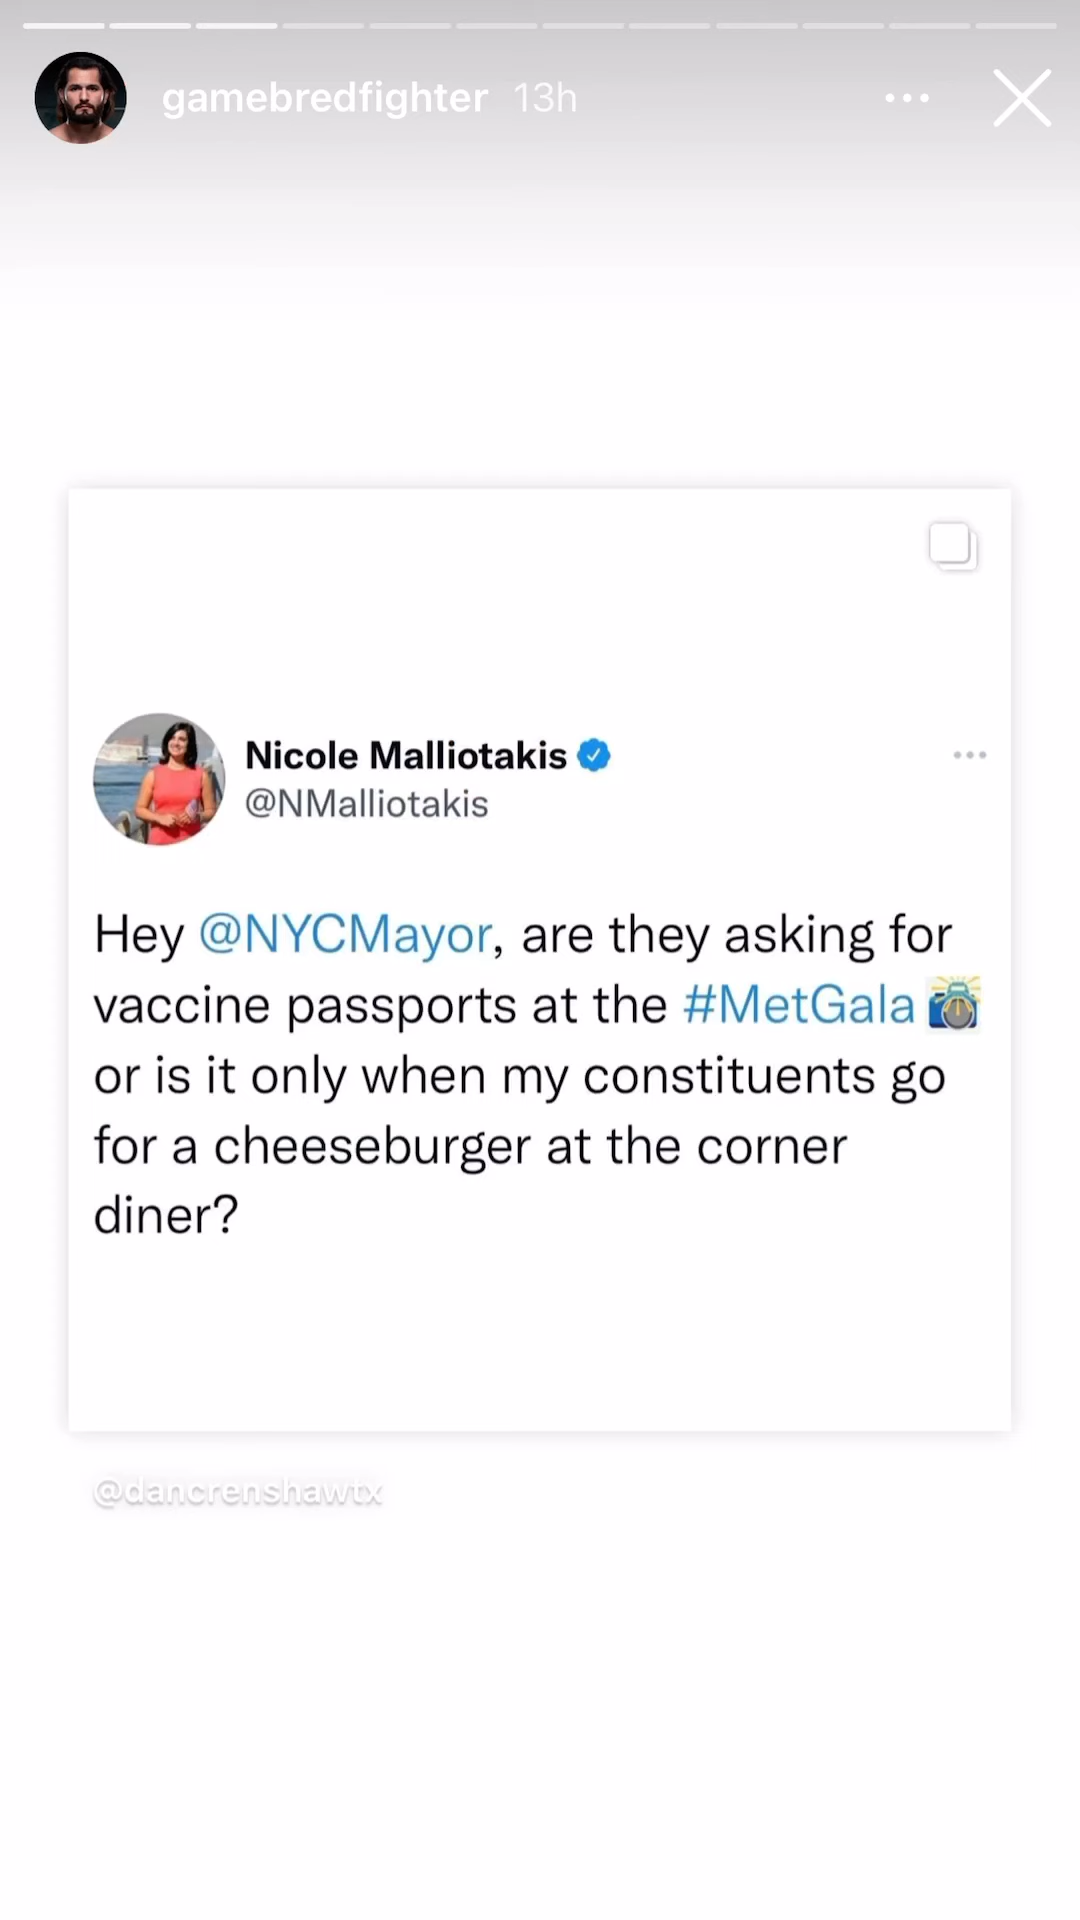 gamebredfighter 13h
Nicole Malliotakis
@NMalliotakis
Hey @NYCMayor, are they asking for
vaccine passports at the #MetGala
or is it only when my constituents go
for a cheeseburger at the corner
diner?
@dancrenshawtx